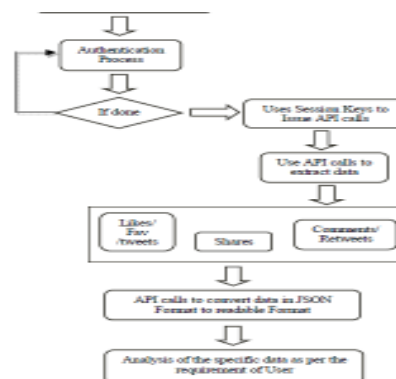 Authentication
Process
If done
Uses Session Keys to
Issue API calls
Use API calls to
extract data
Likes/
Fav
/tweets
Shares
Comments/
Retweets
API calls to convert data in JSON
Format to readable Format
Analysis of the specific data as per the
requirement of User